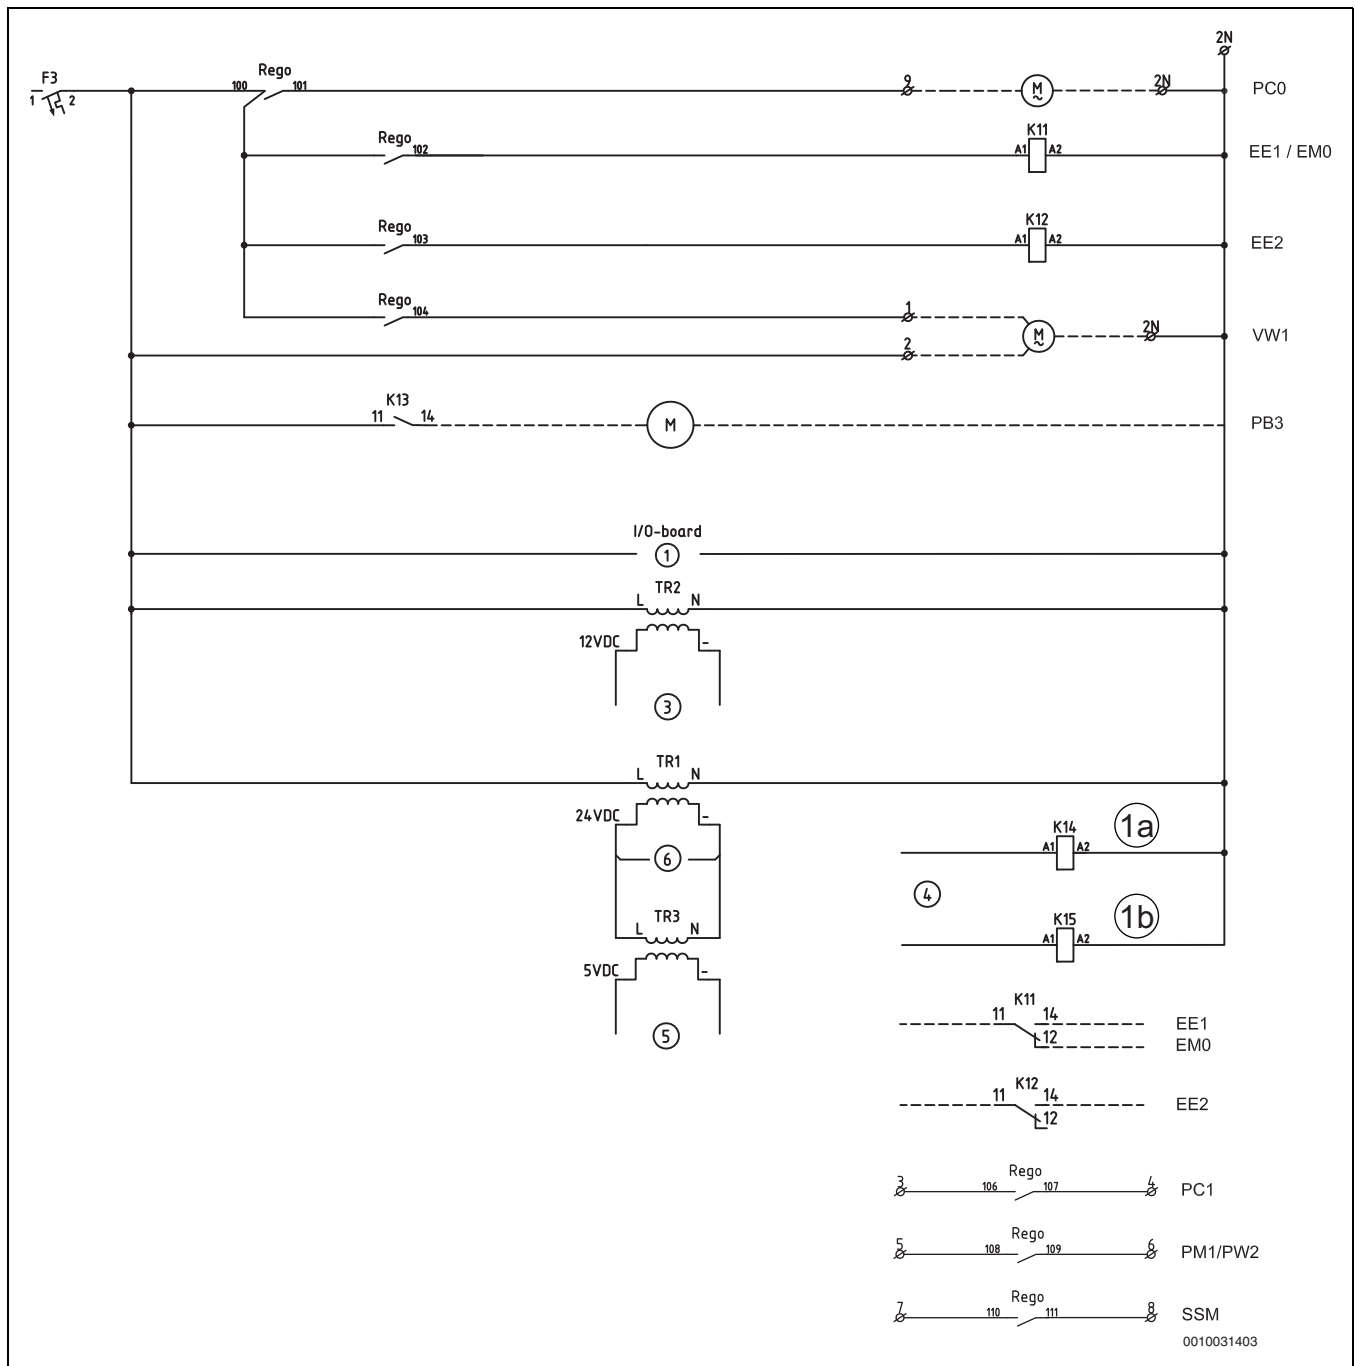 2N
F3
1 2
Rego
100 101
9
M
~
2N
PC0
Rego
102
K11
A1 A2
EE1 / EM0
Rego
103
K12
A1 A2
EE2
Rego
104
1
M
~
2N
VW1
2
K13
11 14
M
PB3
I/O-board
1
TR2
L N
12VDC -
3
TR1
L N
24VDC -
K14
A1 A2
1a
6
4
TR3
L N
K15
A1 A2
1b
5VDC -
5
K11
11 14
12
EE1
EM0
K12
11 14
12
EE2
Rego
3 106 107 4
PC1
Rego
5 108 109 6
PM1/PW2
Rego
7 110 111 8
SSM
0010031403